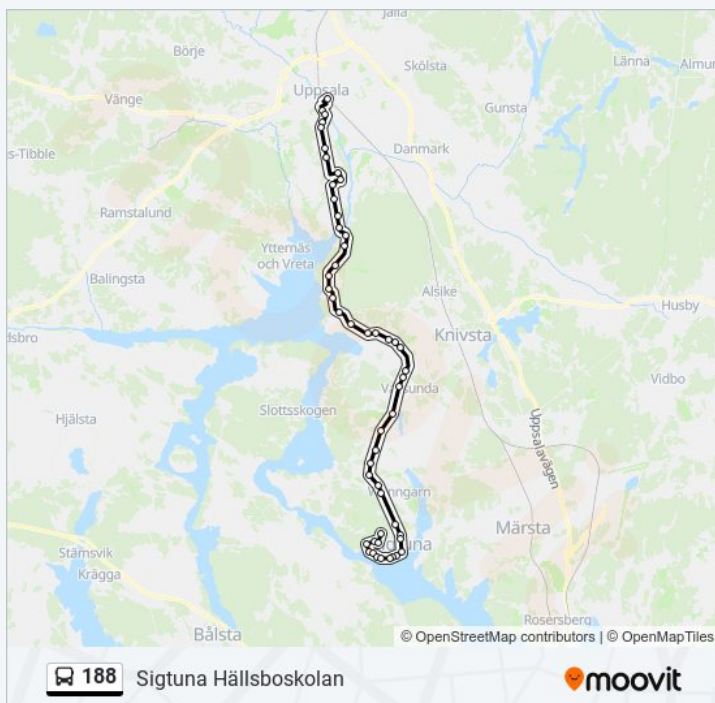 Jälla
Börje
Skölsta
Länna
Almun
Uppsala
Vänge
Gunsta
Danmark
s-Tibble
Ramstalund
Ytternäs
och Vreta
Balingsta
Alsike
Husby
dsbro
Knivsta
Vidbo
Slottsskogen
Hjälsta
Uppsalavägen
Märsta
Stämsvik
Krägga
Rosersberg
Bålsta
© OpenStreetMap contributors | © OpenMapTiles
188 Sigtuna Hällsboskolan
moovit